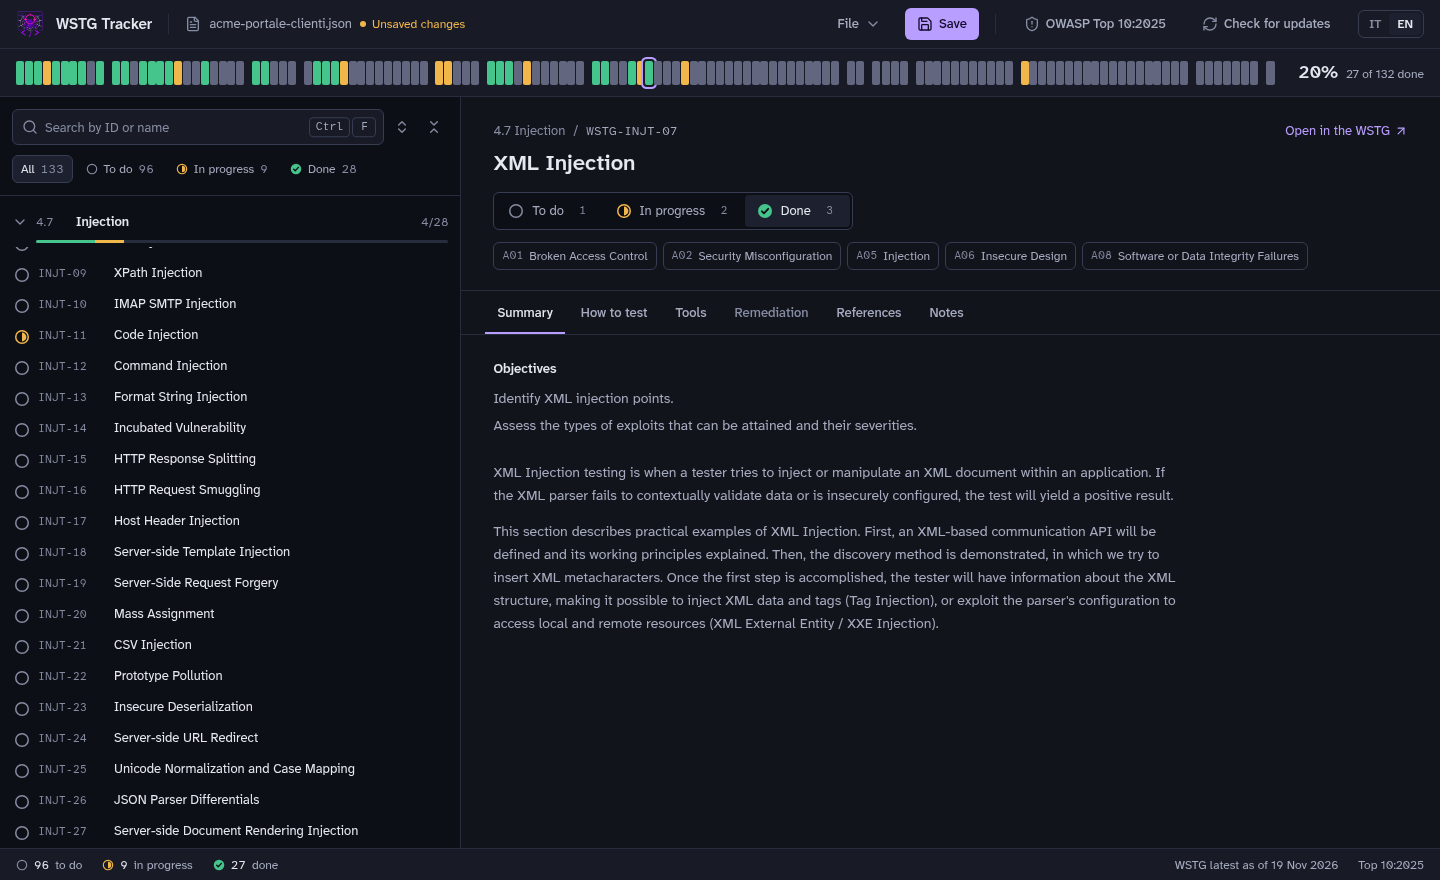 WSTG Tracker
acme-portale-clienti.json
Unsaved changes
File
Save
OWASP Top 10:2025
Check for updates
IT
EN
20%
27 of 132 done
Search by ID or name
Ctrl
F
All 133
To do 96
In progress 9
Done 28
4.7 Injection 4/28
INJT-09 XPath Injection
INJT-10 IMAP SMTP Injection
INJT-11 Code Injection
INJT-12 Command Injection
INJT-13 Format String Injection
INJT-14 Incubated Vulnerability
INJT-15 HTTP Response Splitting
INJT-16 HTTP Request Smuggling
INJT-17 Host Header Injection
INJT-18 Server-side Template Injection
INJT-19 Server-Side Request Forgery
INJT-20 Mass Assignment
INJT-21 CSV Injection
INJT-22 Prototype Pollution
INJT-23 Insecure Deserialization
INJT-24 Server-side URL Redirect
INJT-25 Unicode Normalization and Case Mapping
INJT-26 JSON Parser Differentials
INJT-27 Server-side Document Rendering Injection
4.7 Injection / WSTG-INJT-07
Open in the WSTG
XML Injection
To do 1
In progress 2
Done 3
A01 Broken Access Control
A02 Security Misconfiguration
A05 Injection
A06 Insecure Design
A08 Software or Data Integrity Failures
Summary
How to test
Tools
Remediation
References
Notes
Objectives
Identify XML injection points.
Assess the types of exploits that can be attained and their severities.
XML Injection testing is when a tester tries to inject or manipulate an XML document within an application. If
the XML parser fails to contextually validate data or is insecurely configured, the test will yield a positive result.
This section describes practical examples of XML Injection. First, an XML-based communication API will be
defined and its working principles explained. Then, the discovery method is demonstrated, in which we try to
insert XML metacharacters. Once the first step is accomplished, the tester will have information about the XML
structure, making it possible to inject XML data and tags (Tag Injection), or exploit the parser's configuration to
access local and remote resources (XML External Entity / XXE Injection).
96 to do
9 in progress
27 done
WSTG latest as of 19 Nov 2026
Top 10:2025